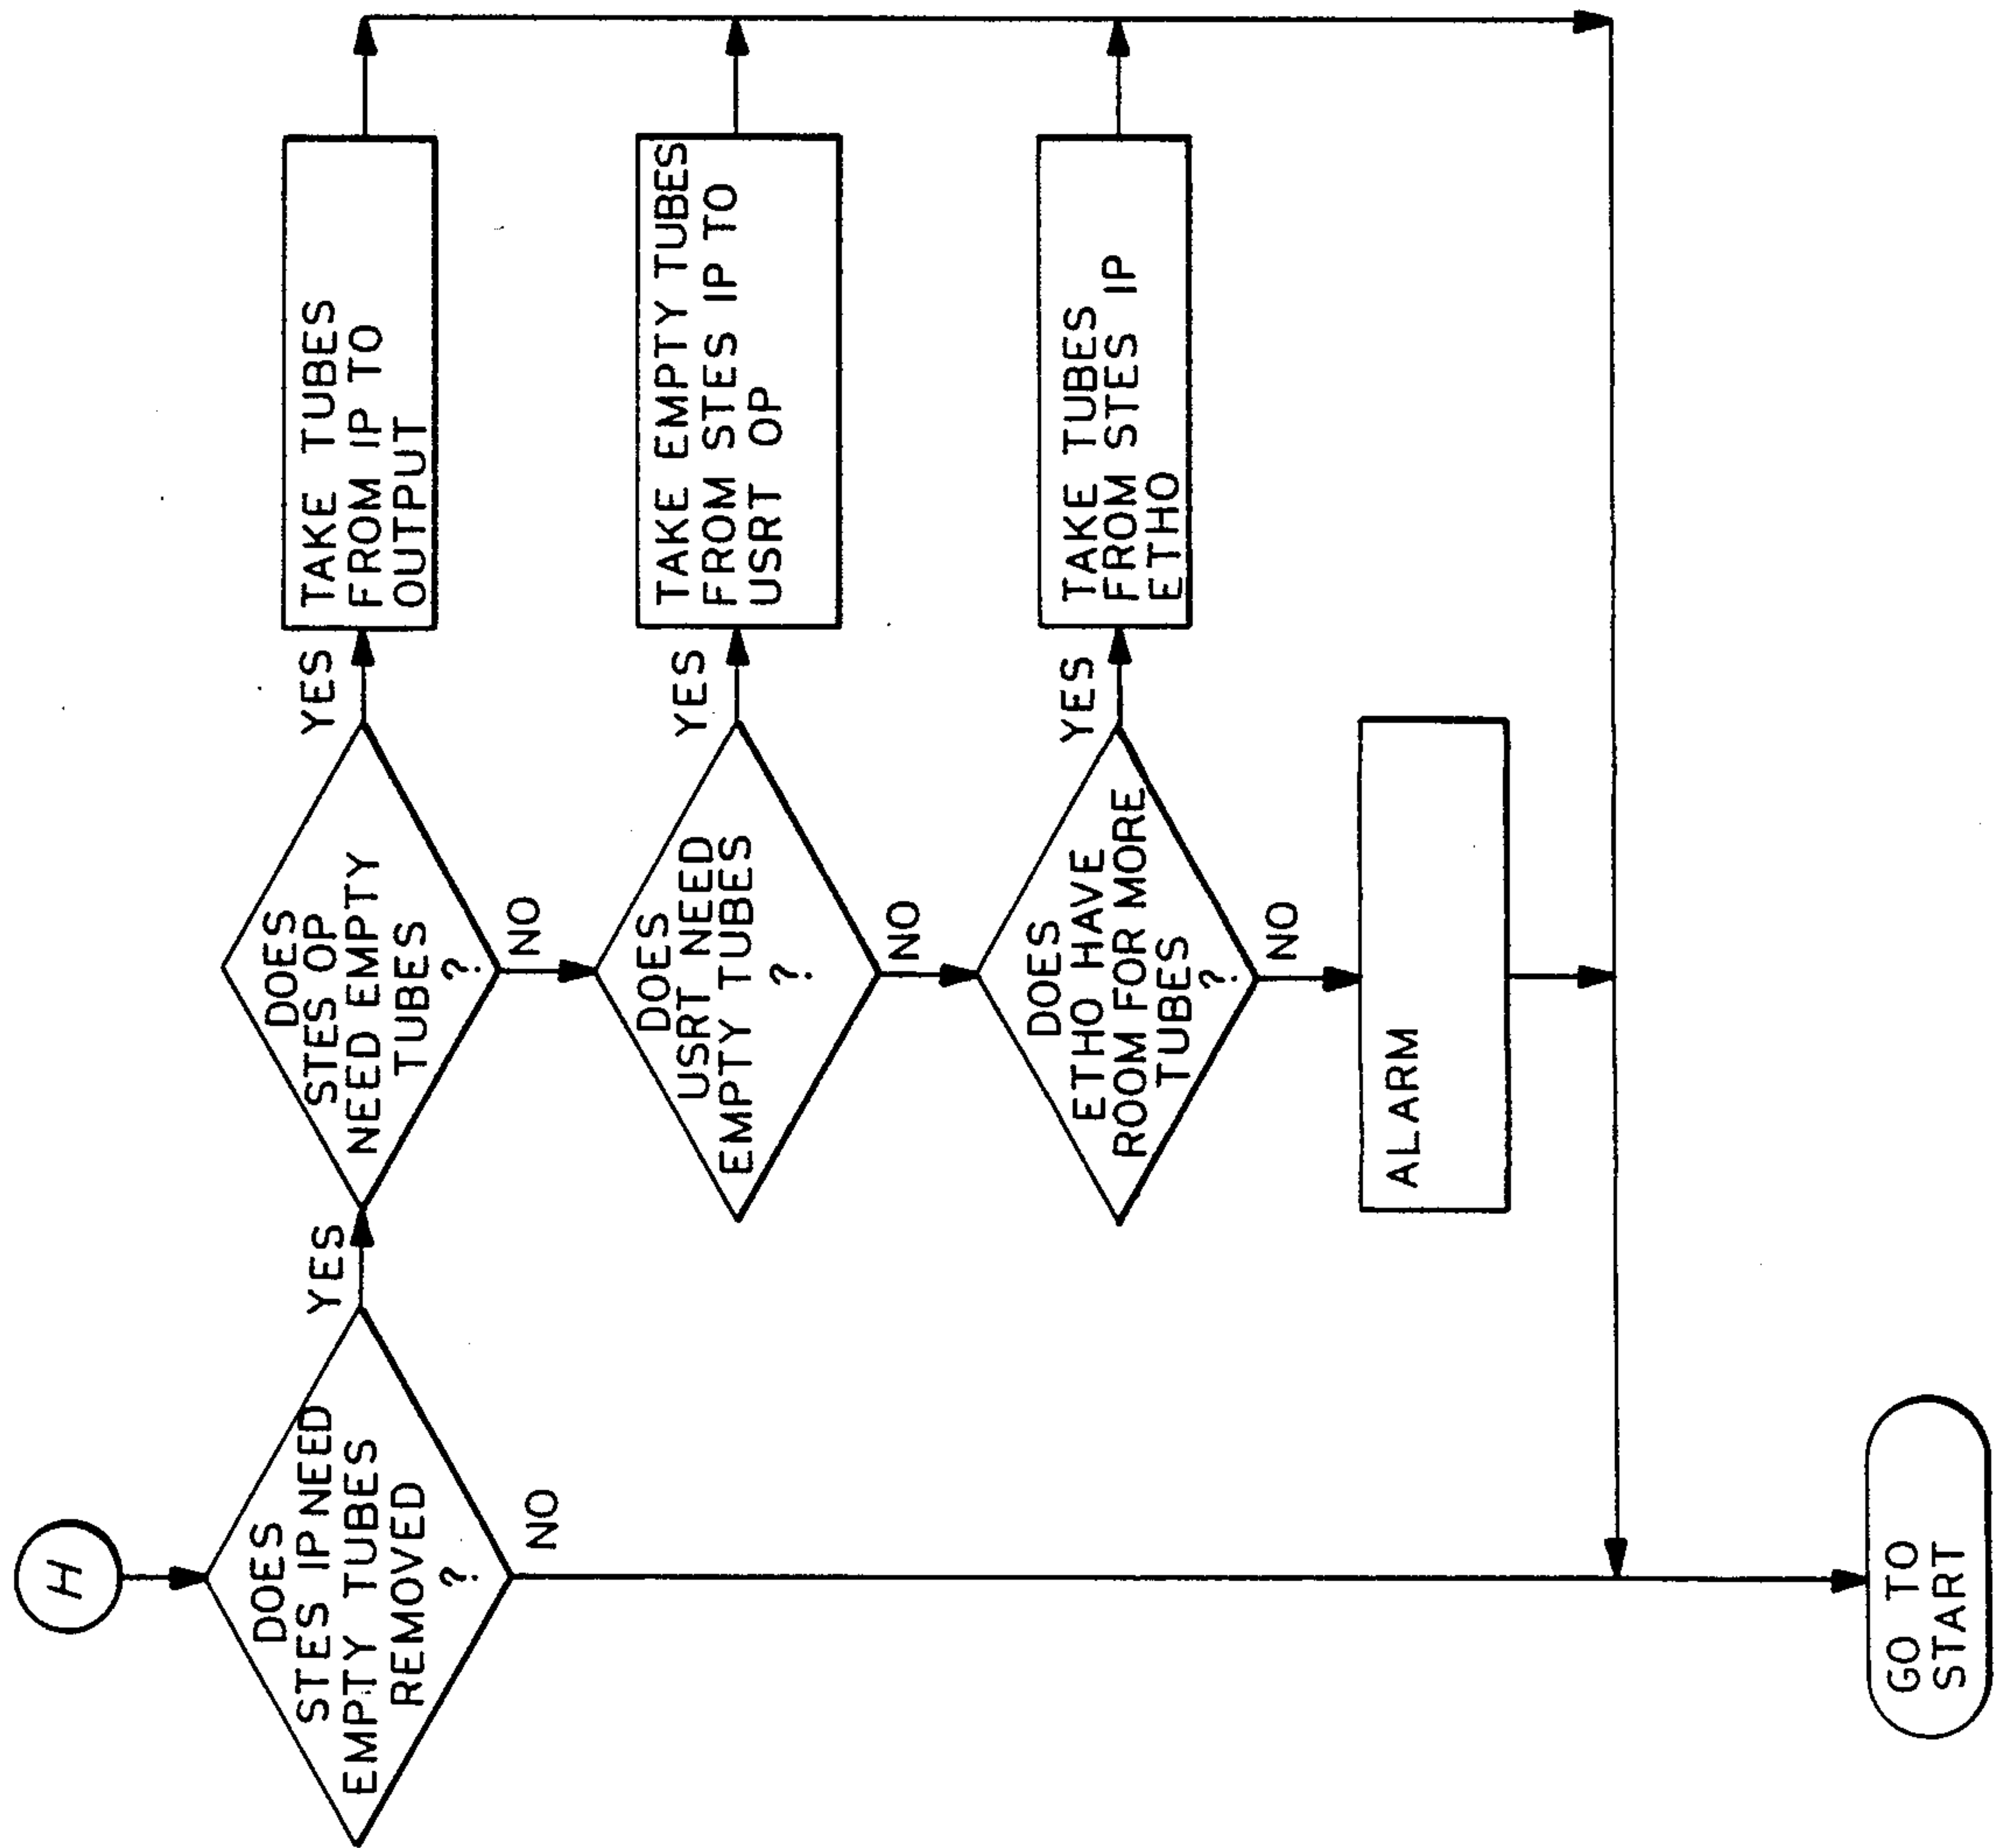 H
DOES
STES IP NEED
EMPTY TUBES
REMOVED
?
YES
NO
DOES
STES OP
NEED EMPTY
TUBES
?
YES
NO
TAKE TUBES
FROM IP TO
OUTPUT
DOES
USRT NEED
EMPTY TUBES
?
YES
NO
TAKE EMPTY TUBES
FROM STES IP TO
USRT OP
DOES
ETHO HAVE
ROOM FOR MORE
TUBES
?
YES
NO
TAKE TUBES
FROM STES IP
ETHO
ALARM
GO TO
START